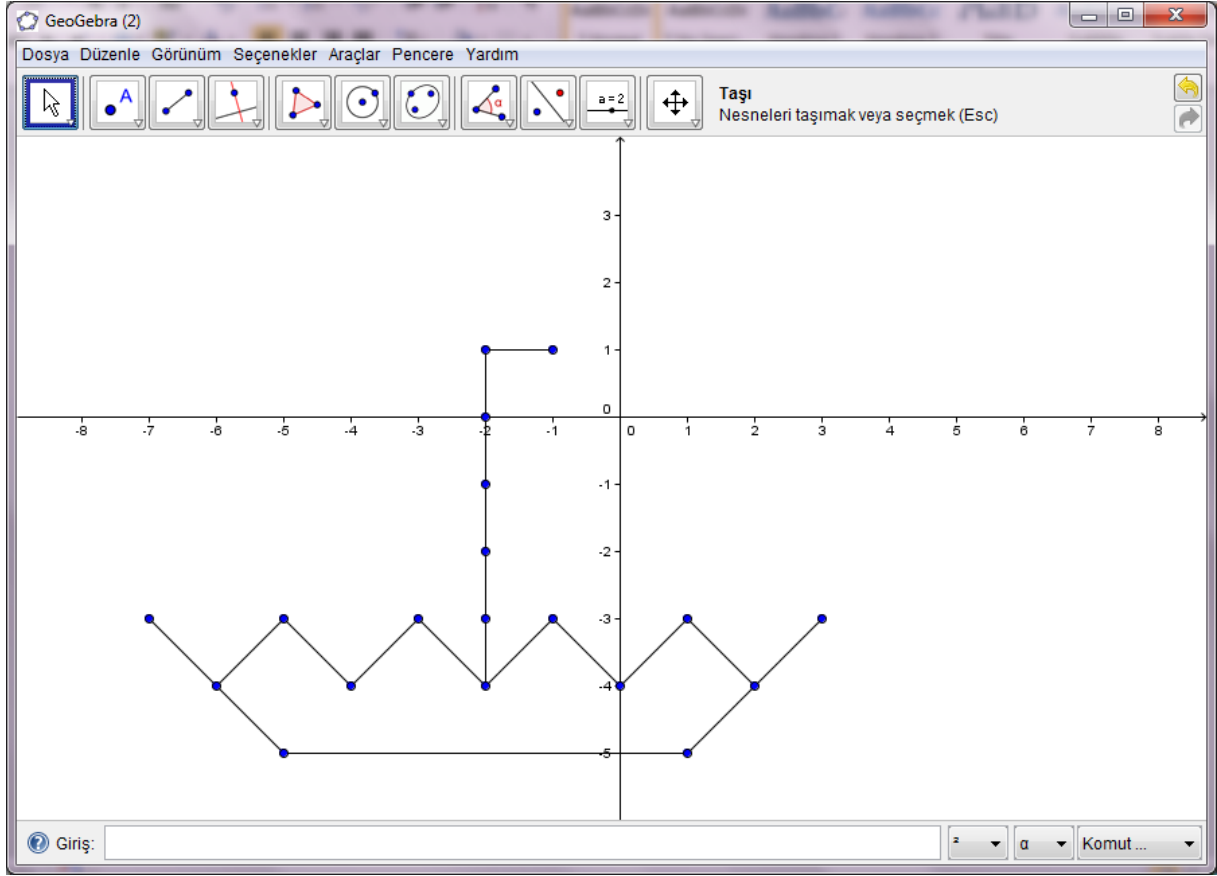 GeoGebra (2)
Dosya Düzenle Görünüm Seçenekler Araçlar Pencere Yardım
A
α
a = 2
Taşı
Nesneleri taşımak veya seçmek (Esc)
3
2
1
0
-8 -7 -6 -5 -4 -3 -2 -1 0 1 2 3 4 5 6 7 8
-1
-2
-3
-4
-5
Giriş:
²
α
Komut ...